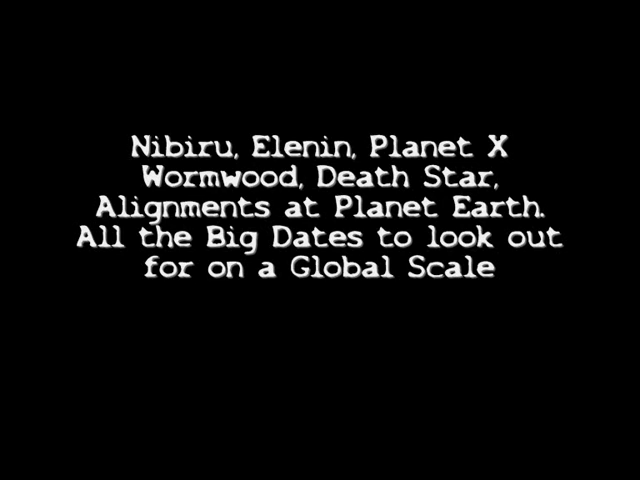 Nibiru, Elenin, Planet X
Wormwood, Death Star,
Alignments at Planet Earth.
All the Big Dates to look out
for on a Global Scale